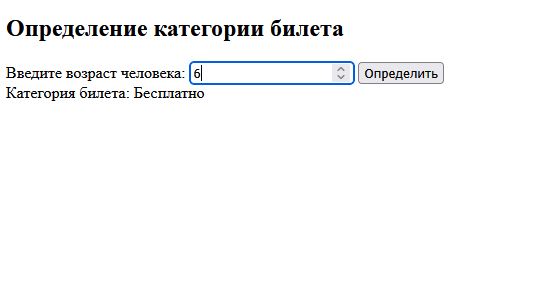 Определение категории билета
Введите возраст человека: 6 Определить
Категория билета: Бесплатно